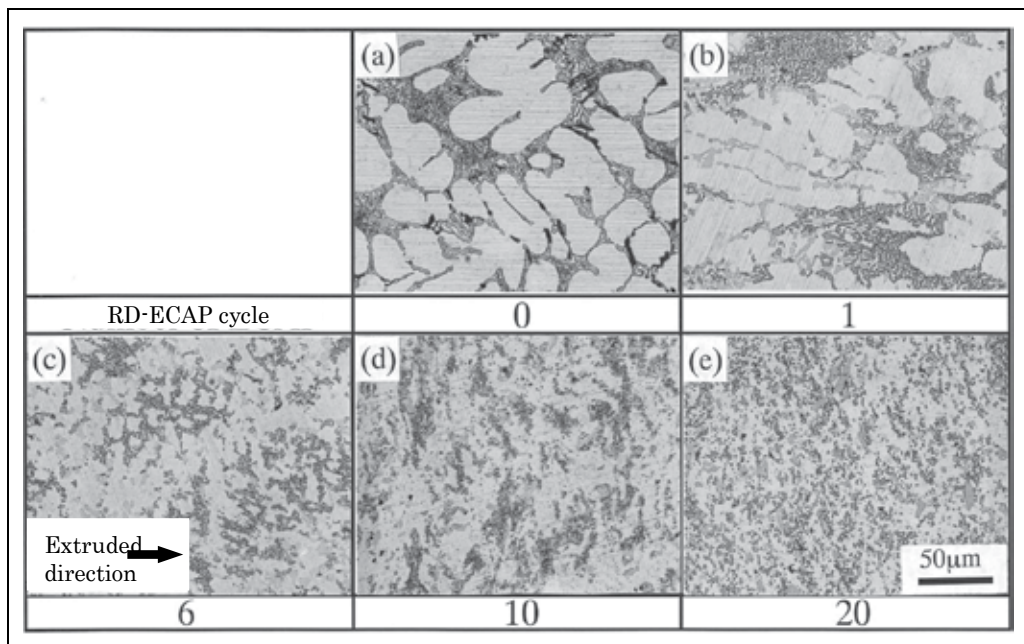 (a)
(b)
RD-ECAP cycle
0
1
(c)
(d)
(e)
Extruded
direction
50μm
6
10
20